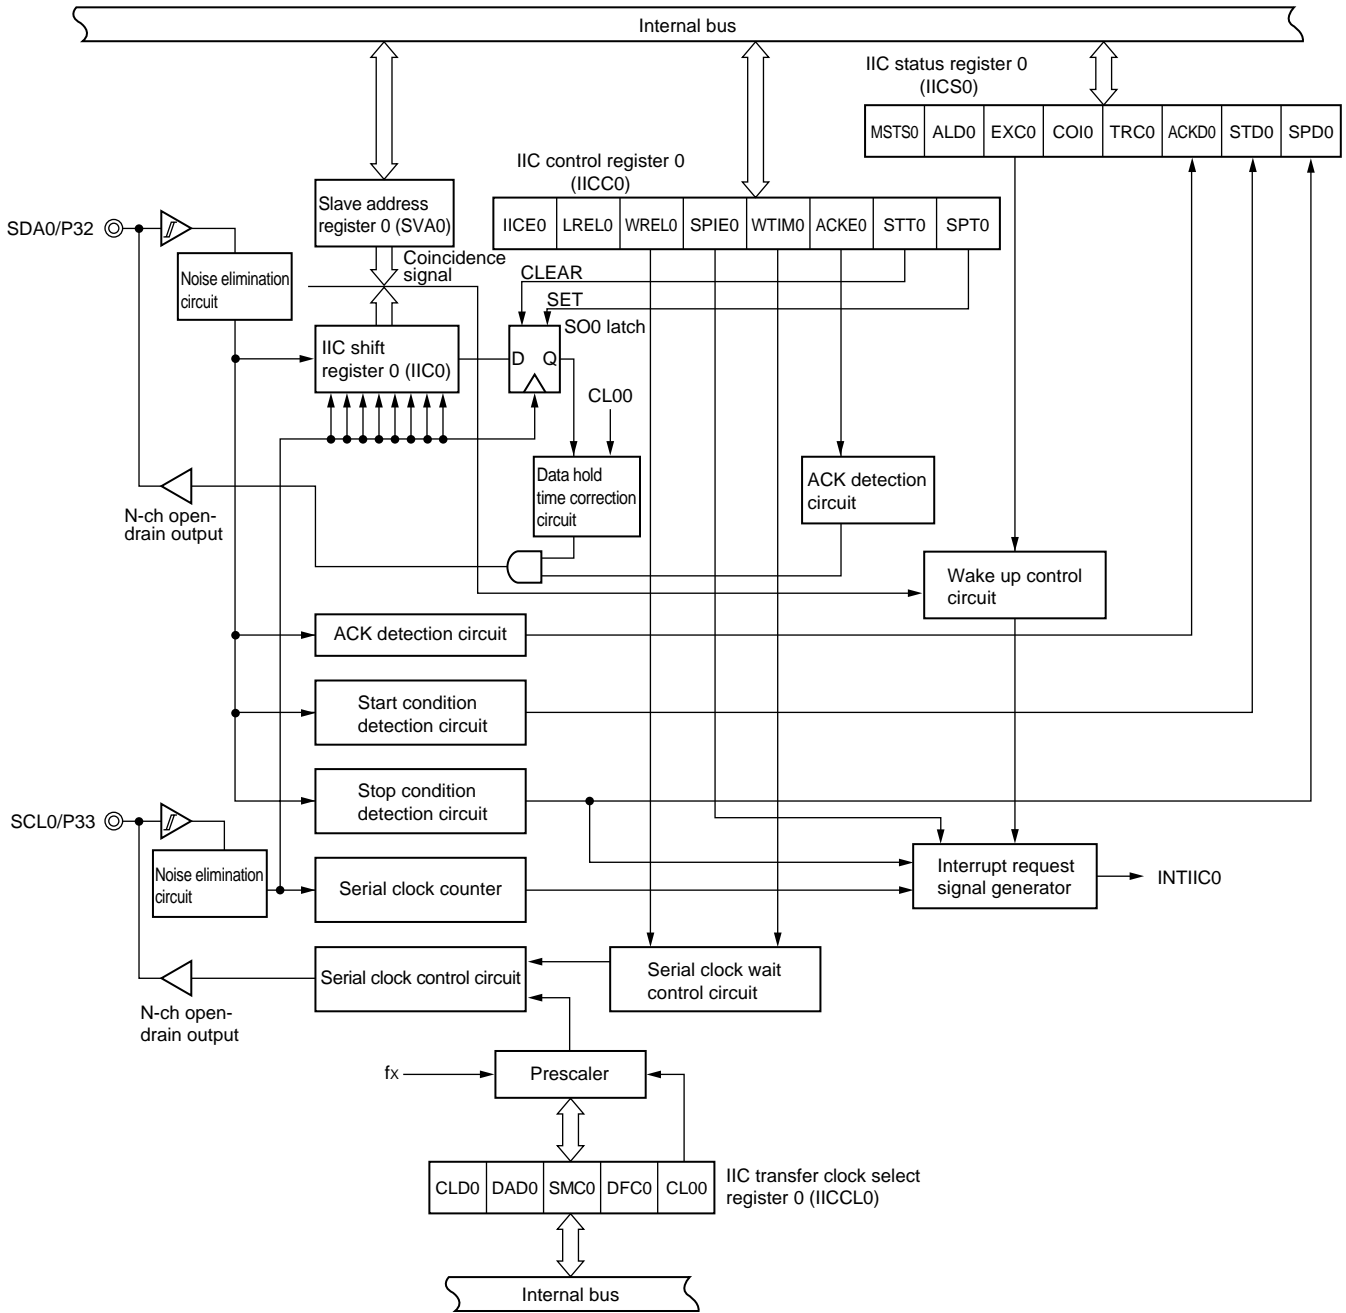 Internal bus
IIC status register 0
(IICS0)
MSTS0 ALD0 EXC0 COI0 TRC0 ACKD0 STD0 SPD0
IIC control register 0
(IICC0)
IICE0 LREL0 WREL0 SPIE0 WTIM0 ACKE0 STT0 SPT0
Slave address
register 0 (SVA0)
SDA0/P32
Noise elimination
circuit
Coincidence
signal
CLEAR
SET
SO0 latch
IIC shift
register 0 (IIC0)
D Q
CL00
Data hold
time correction
circuit
ACK detection
circuit
N-ch open-
drain output
Wake up control
circuit
ACK detection circuit
Start condition
detection circuit
Stop condition
detection circuit
SCL0/P33
Noise elimination
circuit
Serial clock counter
Interrupt request
signal generator
INTIIC0
Serial clock control circuit
Serial clock wait
control circuit
N-ch open-
drain output
fx
Prescaler
CLD0 DAD0 SMC0 DFC0 CL00
IIC transfer clock select
register 0 (IICCL0)
Internal bus